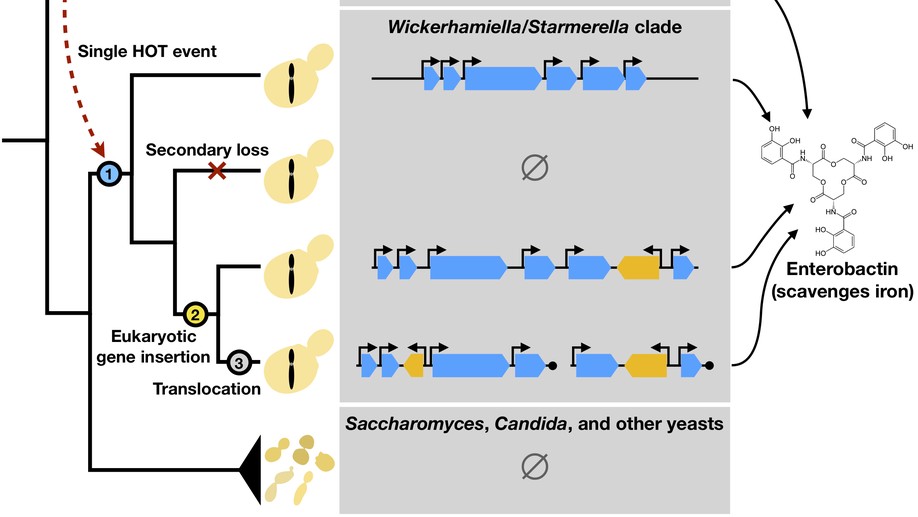 Wickerhamiella/Starmerella clade
Single HOT event
1
Secondary loss
∅
2
Eukaryotic
gene insertion
3
Translocation
OH
OH
O
NH
O
O
O
O
O
O
O
NH
O
OH
OH
HN
O
HO
HO
Enterobactin
(scavenges iron)
Saccharomyces, Candida, and other yeasts
∅